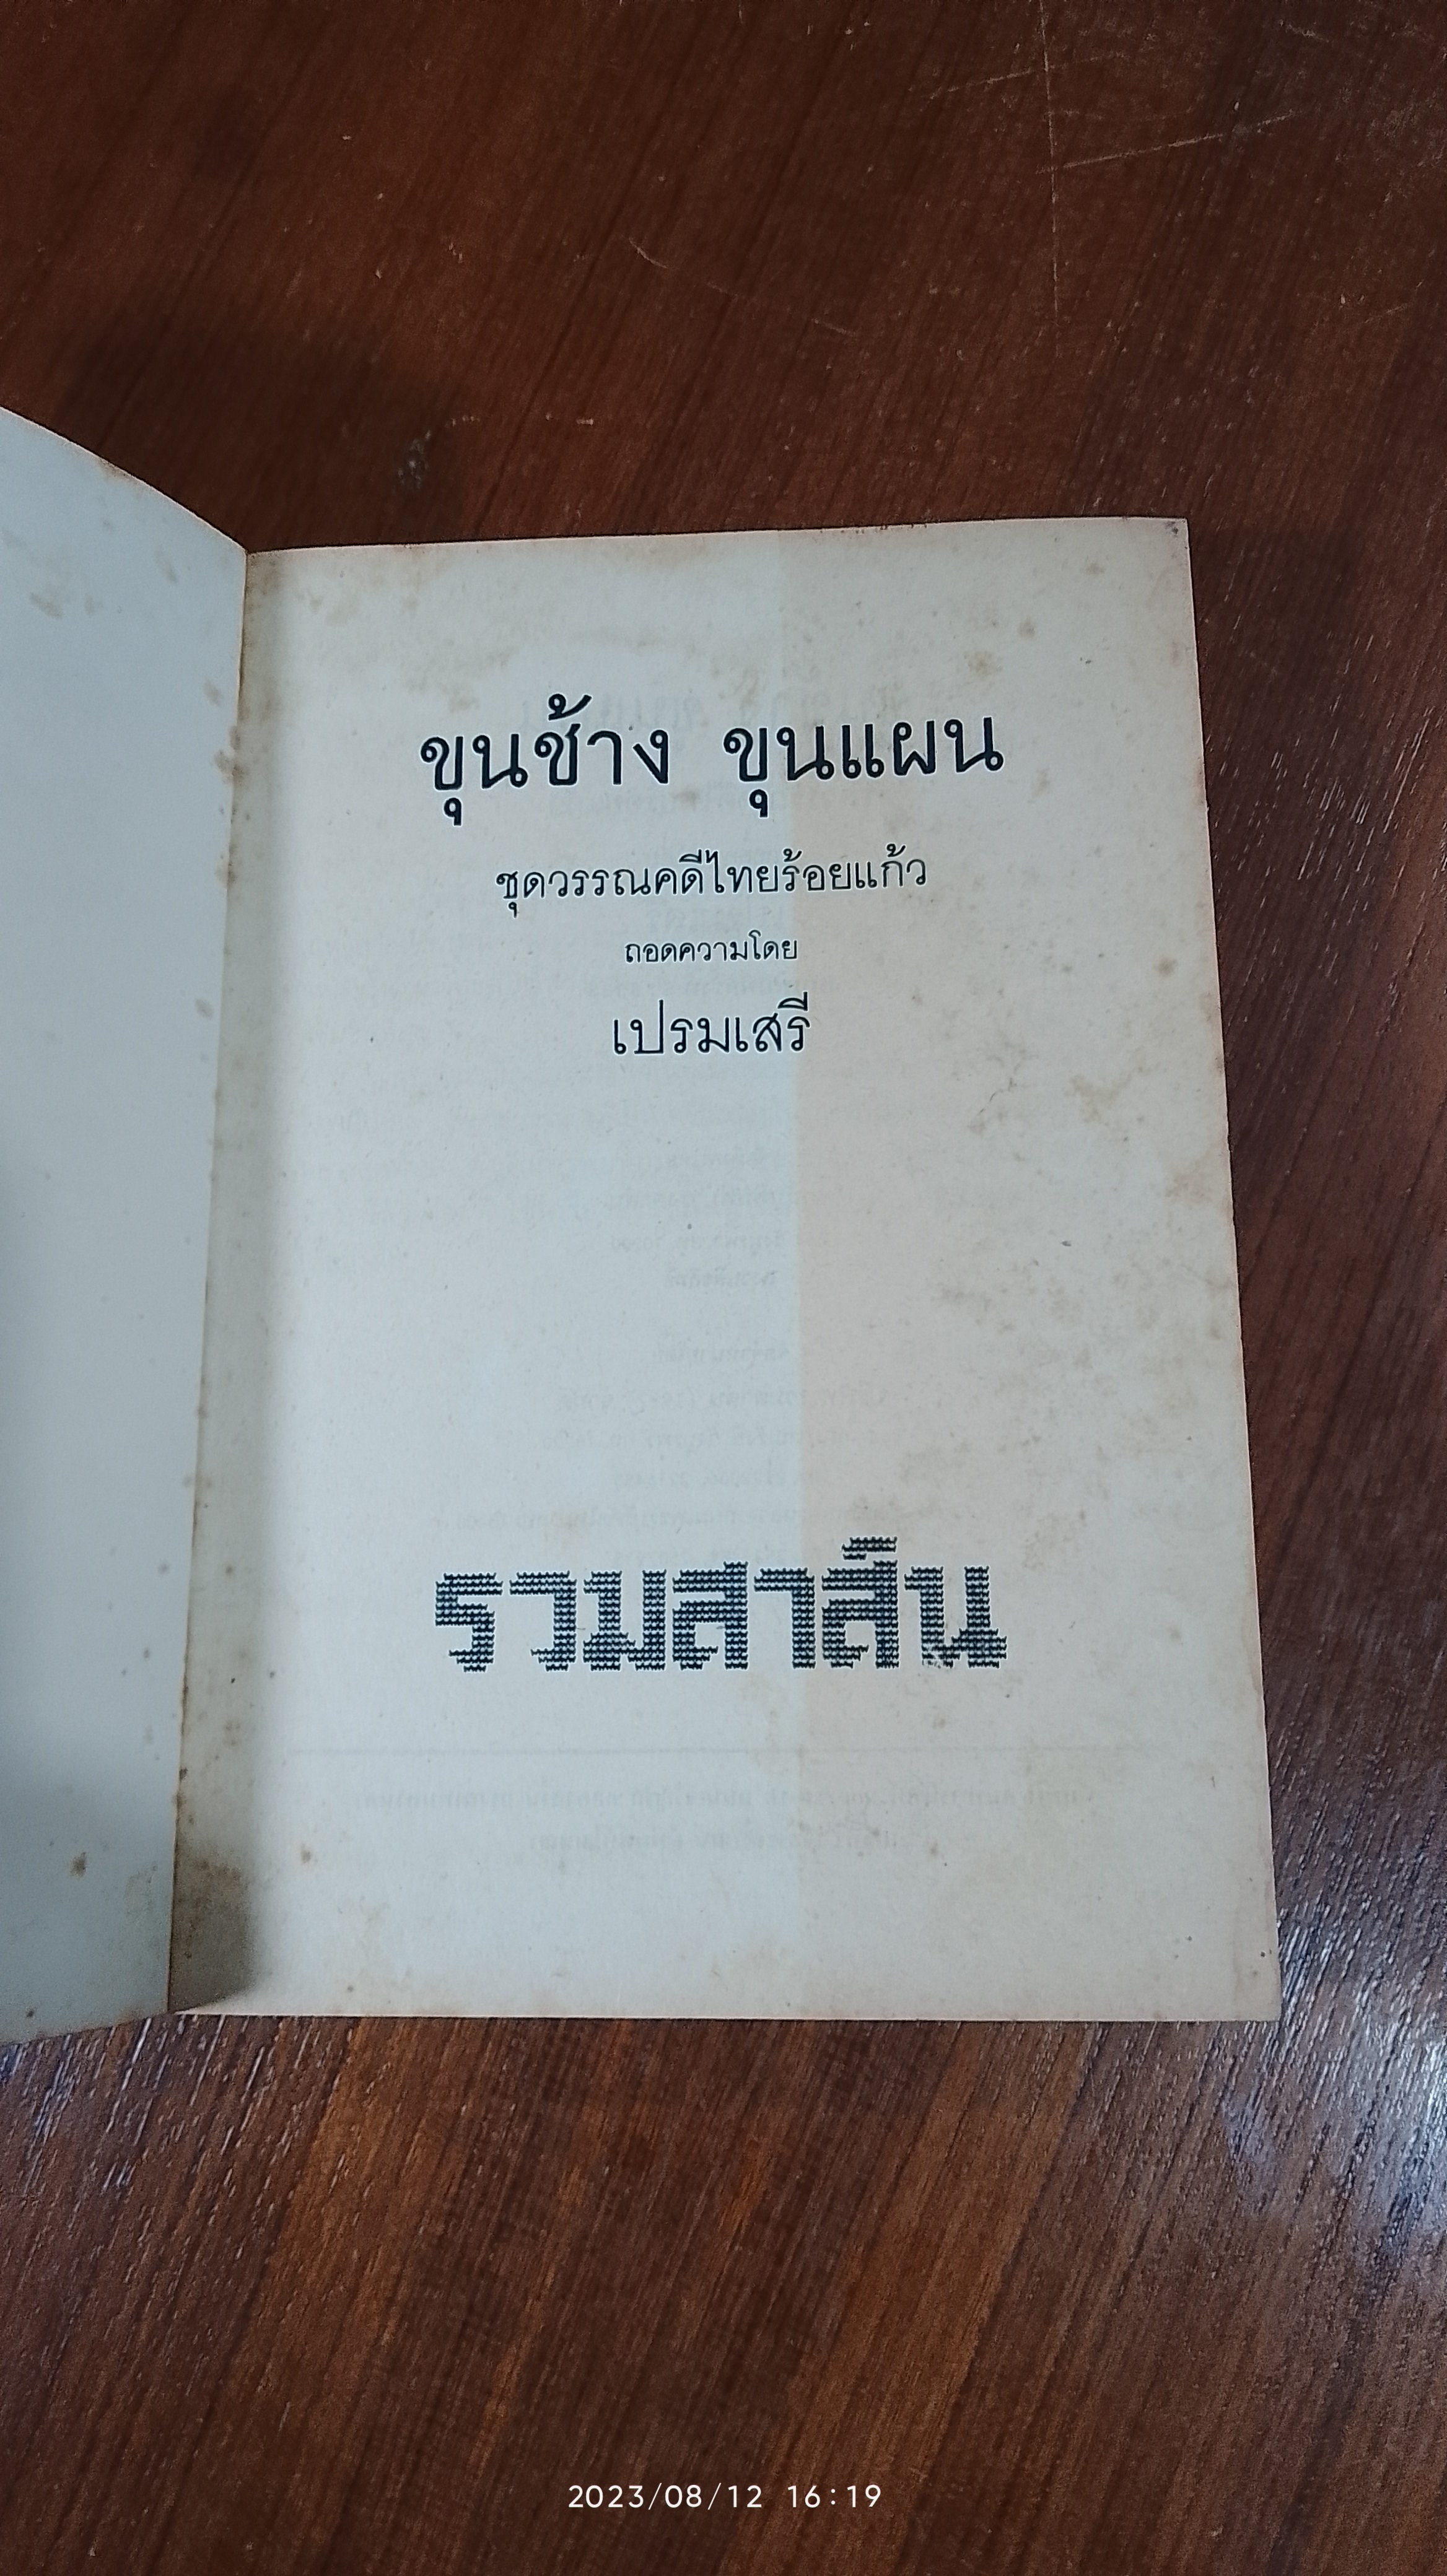 ขุนช้าง ขุนแผน
ชุดวรรณคดีไทยร้อยแก้ว
ถอดความโดย
เปรมเสรี
รวมสาส์น
2023/08/12 16:19